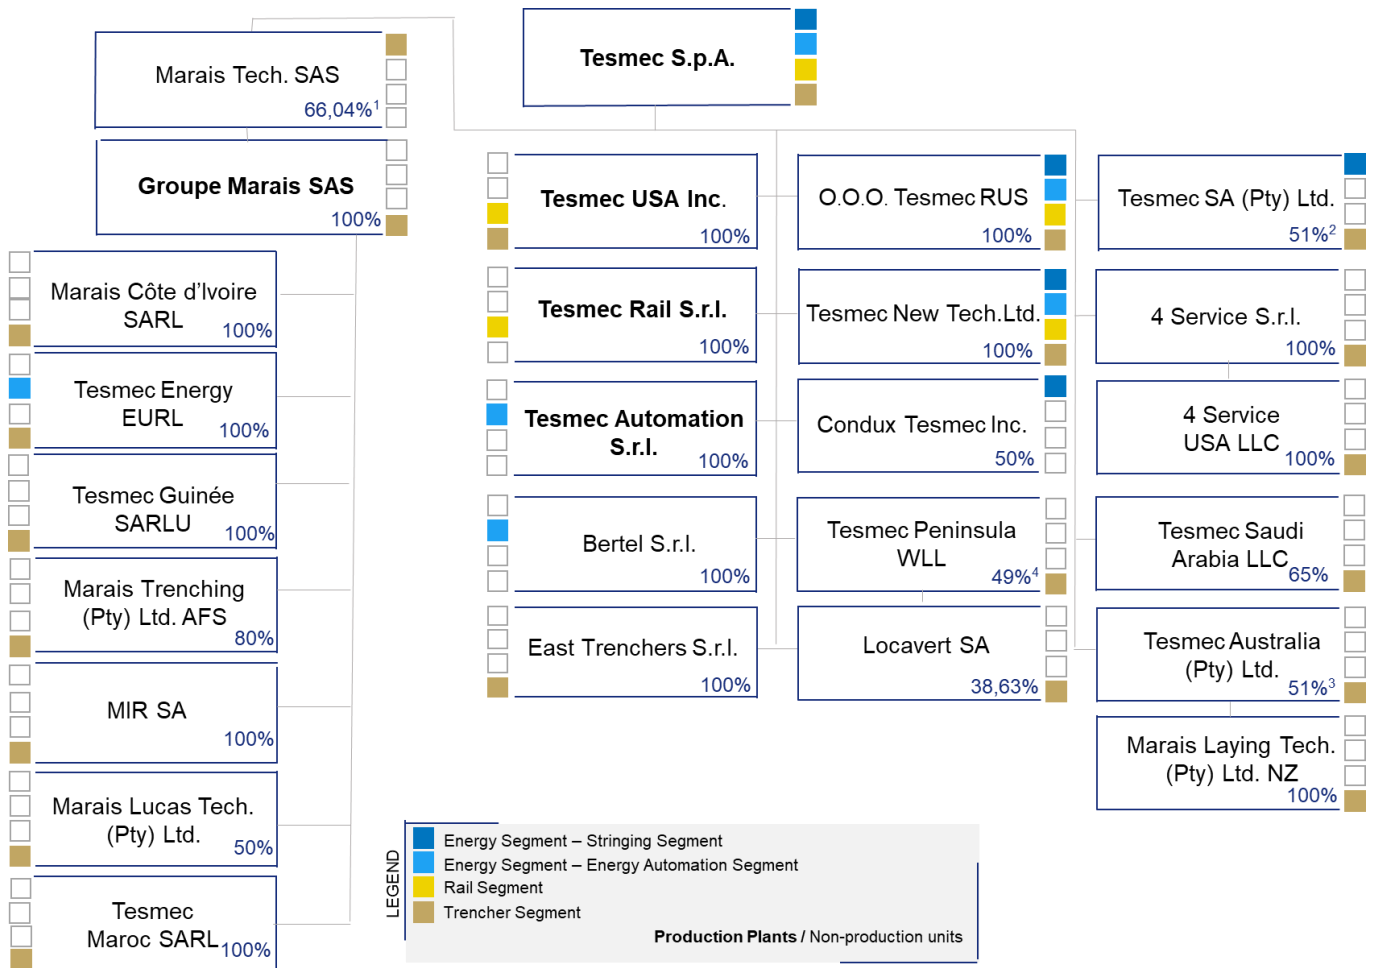 Tesmec S.p.A.
Marais Tech. SAS
66,04%1
Groupe Marais SAS
100%
Marais Côte d'Ivoire
SARL
100%
Tesmec Energy
EURL
100%
Tesmec Guinée
SARLU
100%
Marais Trenching
(Pty) Ltd. AFS
80%
MIR SA
100%
Marais Lucas Tech.
(Pty) Ltd.
50%
Tesmec
Maroc SARL
100%
Tesmec USA Inc.
100%
Tesmec Rail S.r.l.
100%
Tesmec Automation
S.r.l.
100%
Bertel S.r.l.
100%
East Trenchers S.r.l.
100%
O.O.O. Tesmec RUS
100%
Tesmec New Tech.Ltd.
100%
Condux Tesmec Inc.
50%
Tesmec Peninsula
WLL
49%4
Locavert SA
38,63%
Tesmec SA (Pty) Ltd.
51%2
4 Service S.r.l.
100%
4 Service
USA LLC
100%
Tesmec Saudi
Arabia LLC
65%
Tesmec Australia
(Pty) Ltd.
51%3
Marais Laying Tech.
(Pty) Ltd. NZ
100%
LEGEND
Energy Segment – Stringing Segment
Energy Segment – Energy Automation Segment
Rail Segment
Trencher Segment
Production Plants / Non-production units